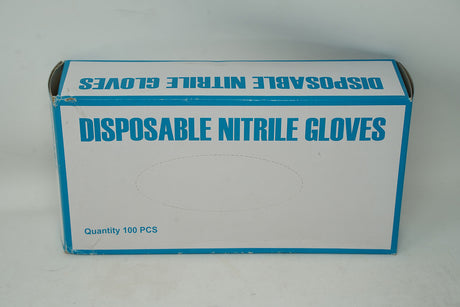 DISPOSABLE NITRILE GLOVES
DISPOSABLE NITRILE GLOVES
Quantity 100 PCS